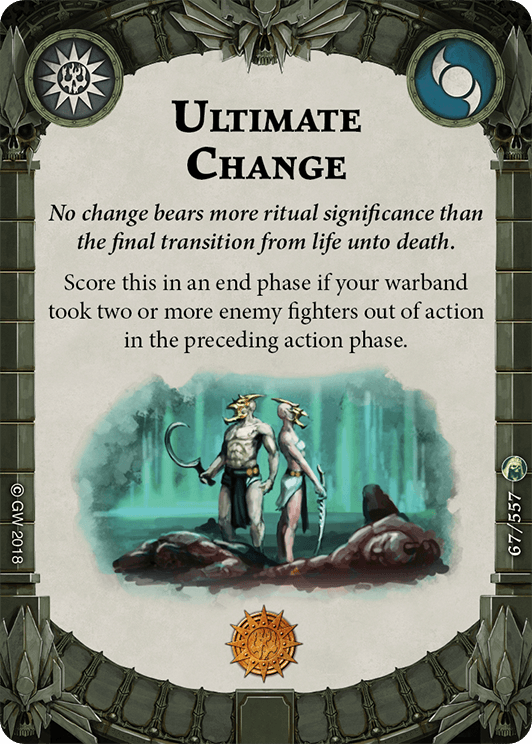 ULTIMATE
CHANGE
No change bears more ritual significance than
the final transition from life unto death.
Score this in an end phase if your warband
took two or more enemy fighters out of action
in the preceding action phase.
© GW 2018
67/557